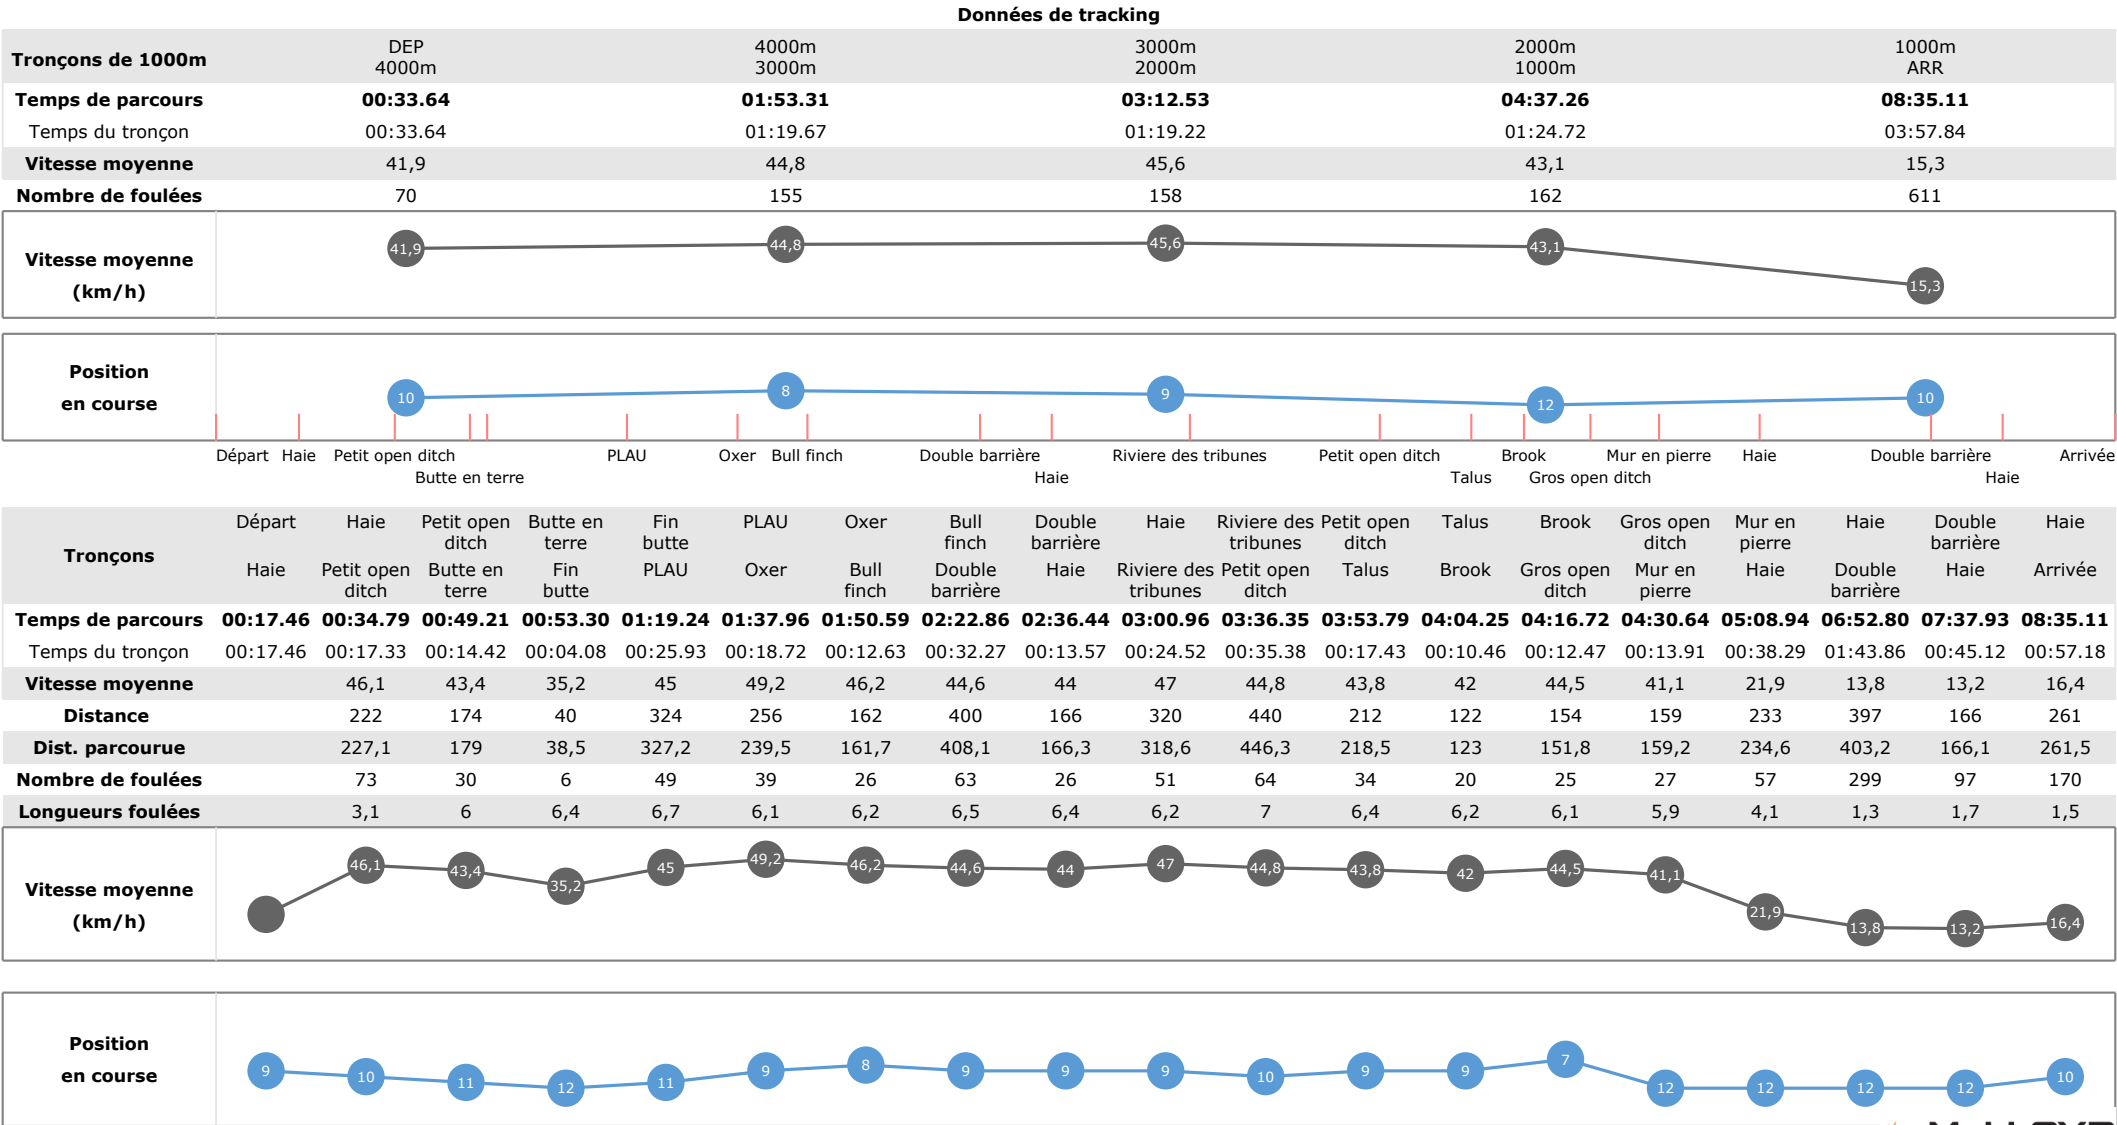 Données de tracking
Tronçons de 1000m DEP 4000m 3000m 2000m 1000m
4000m 3000m 2000m 1000m ARR
Temps de parcours 00:33.64 01:53.31 03:12.53 04:37.26 08:35.11
Temps du tronçon 00:33.64 01:19.67 01:19.22 01:24.72 03:57.84
Vitesse moyenne 41,9 44,8 45,6 43,1 15,3
Nombre de foulées 70 155 158 162 611
Vitesse moyenne
(km/h)
41,9 44,8 45,6 43,1 15,3
Position
en course
10 8 9 12 10
Départ Haie Petit open ditch PLAU Oxer Bull finch Double barrière Riviere des tribunes Petit open ditch Brook Mur en pierre Haie Double barrière Arrivée
Butte en terre Haie Talus Gros open ditch Haie
Tronçons
Départ Haie Petit open Butte en Fin PLAU Oxer Bull Double Haie Riviere des Petit open Talus Brook Gros open Mur en Haie Double Haie
ditch terre butte finch barrière tribunes ditch ditch pierre barrière
Haie Petit open Butte en Fin PLAU Oxer Bull Double Haie Riviere des Petit open Talus Brook Gros open Mur en Haie Double Haie Arrivée
ditch terre butte finch barrière tribunes ditch ditch pierre barrière
Temps de parcours 00:17.46 00:34.79 00:49.21 00:53.30 01:19.24 01:37.96 01:50.59 02:22.86 02:36.44 03:00.96 03:36.35 03:53.79 04:04.25 04:16.72 04:30.64 05:08.94 06:52.80 07:37.93 08:35.11
Temps du tronçon 00:17.46 00:17.33 00:14.42 00:04.08 00:25.93 00:18.72 00:12.63 00:32.27 00:13.57 00:24.52 00:35.38 00:17.43 00:10.46 00:12.47 00:13.91 00:38.29 01:43.86 00:45.12 00:57.18
Vitesse moyenne 46,1 43,4 35,2 45 49,2 46,2 44,6 44 47 44,8 43,8 42 44,5 41,1 21,9 13,8 13,2 16,4
Distance 222 174 40 324 256 162 400 166 320 440 212 122 154 159 233 397 166 261
Dist. parcourue 227,1 179 38,5 327,2 239,5 161,7 408,1 166,3 318,6 446,3 218,5 123 151,8 159,2 234,6 403,2 166,1 261,5
Nombre de foulées 73 30 6 49 39 26 63 26 51 64 34 20 25 27 57 299 97 170
Longueurs foulées 3,1 6 6,4 6,7 6,1 6,2 6,5 6,4 6,2 7 6,4 6,2 6,1 5,9 4,1 1,3 1,7 1,5
Vitesse moyenne
(km/h)
46,1 43,4 35,2 45 49,2 46,2 44,6 44 47 44,8 43,8 42 44,5 41,1 21,9 13,8 13,2 16,4
Position
en course
9 10 11 12 11 9 8 9 9 9 10 9 9 7 12 12 12 12 10